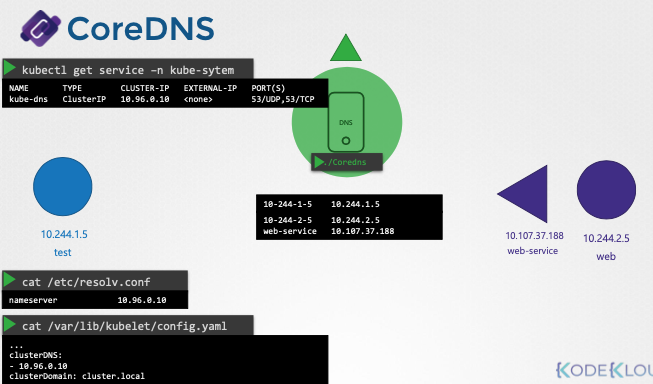 CoreDNS
kubectl get service –n kube-sytem
NAME TYPE CLUSTER-IP EXTERNAL-IP PORT(S)
kube-dns ClusterIP 10.96.0.10 <none> 53/UDP,53/TCP
DNS
./Coredns
10-244-1-5 10.244.1.5
10-244-2-5 10.244.2.5
web-service 10.107.37.188
10.244.1.5
test
10.107.37.188
web-service
10.244.2.5
web
cat /etc/resolv.conf
nameserver 10.96.0.10
cat /var/lib/kubelet/config.yaml
...
clusterDNS:
- 10.96.0.10
clusterDomain: cluster.local